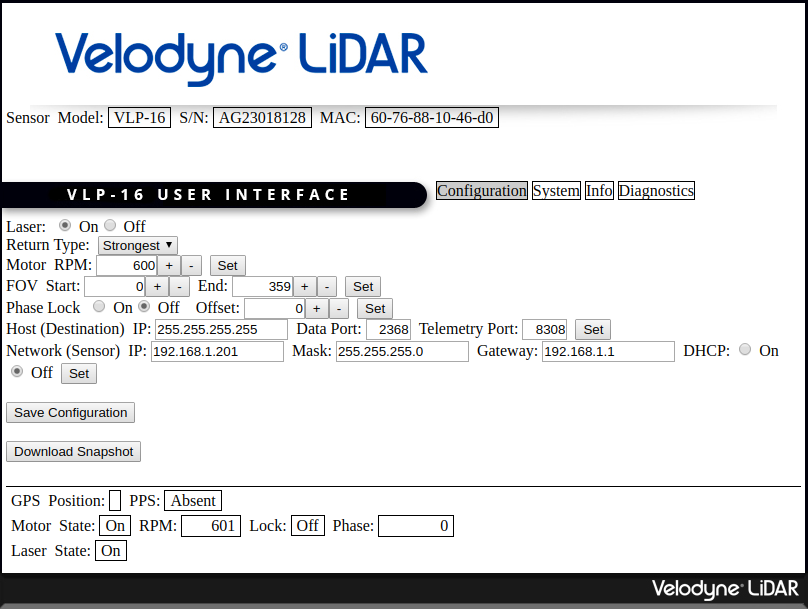 Velodyne® LiDAR
Sensor Model: VLP-16 S/N: AG23018128 MAC: 60-76-88-10-46-d0
VLP-16 USER INTERFACE Configuration System Info Diagnostics
Laser: On Off
Return Type: Strongest
Motor RPM: 600 + - Set
FOV Start: 0 + - End: 359 + - Set
Phase Lock On Off Offset: 0 + - Set
Host (Destination) IP: 255.255.255.255 Data Port: 2368 Telemetry Port: 8308 Set
Network (Sensor) IP: 192.168.1.201 Mask: 255.255.255.0 Gateway: 192.168.1.1 DHCP: On
Off Set
Save Configuration
Download Snapshot
GPS Position: PPS: Absent
Motor State: On RPM: 601 Lock: Off Phase: 0
Laser State: On
Velodyne® LiDAR